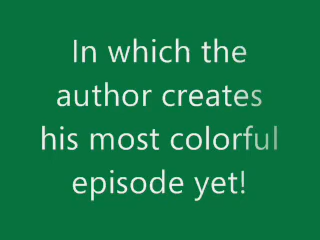 In which the
author creates
his most colorful
episode yet!